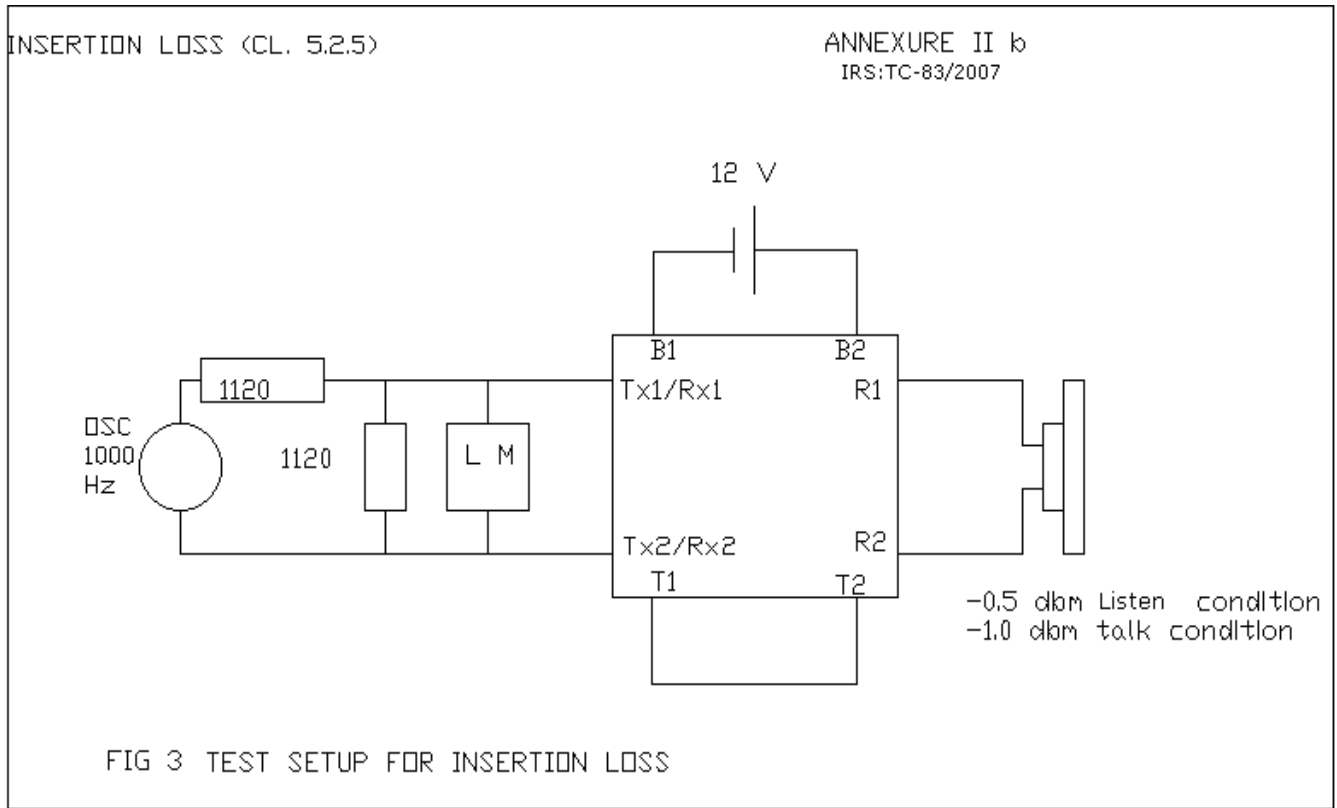 INSERTION LOSS (CL. 5.2.5)
ANNEXURE II b
IRS:TC-83/2007
12 V
B1
B2
1120
Tx1/Rx1
R1
OSC
1000
Hz
1120
L M
Tx2/Rx2
R2
T1
T2
-0.5 dbm Listen condition
-1.0 dbm talk condition
FIG 3 TEST SETUP FOR INSERTION LOSS